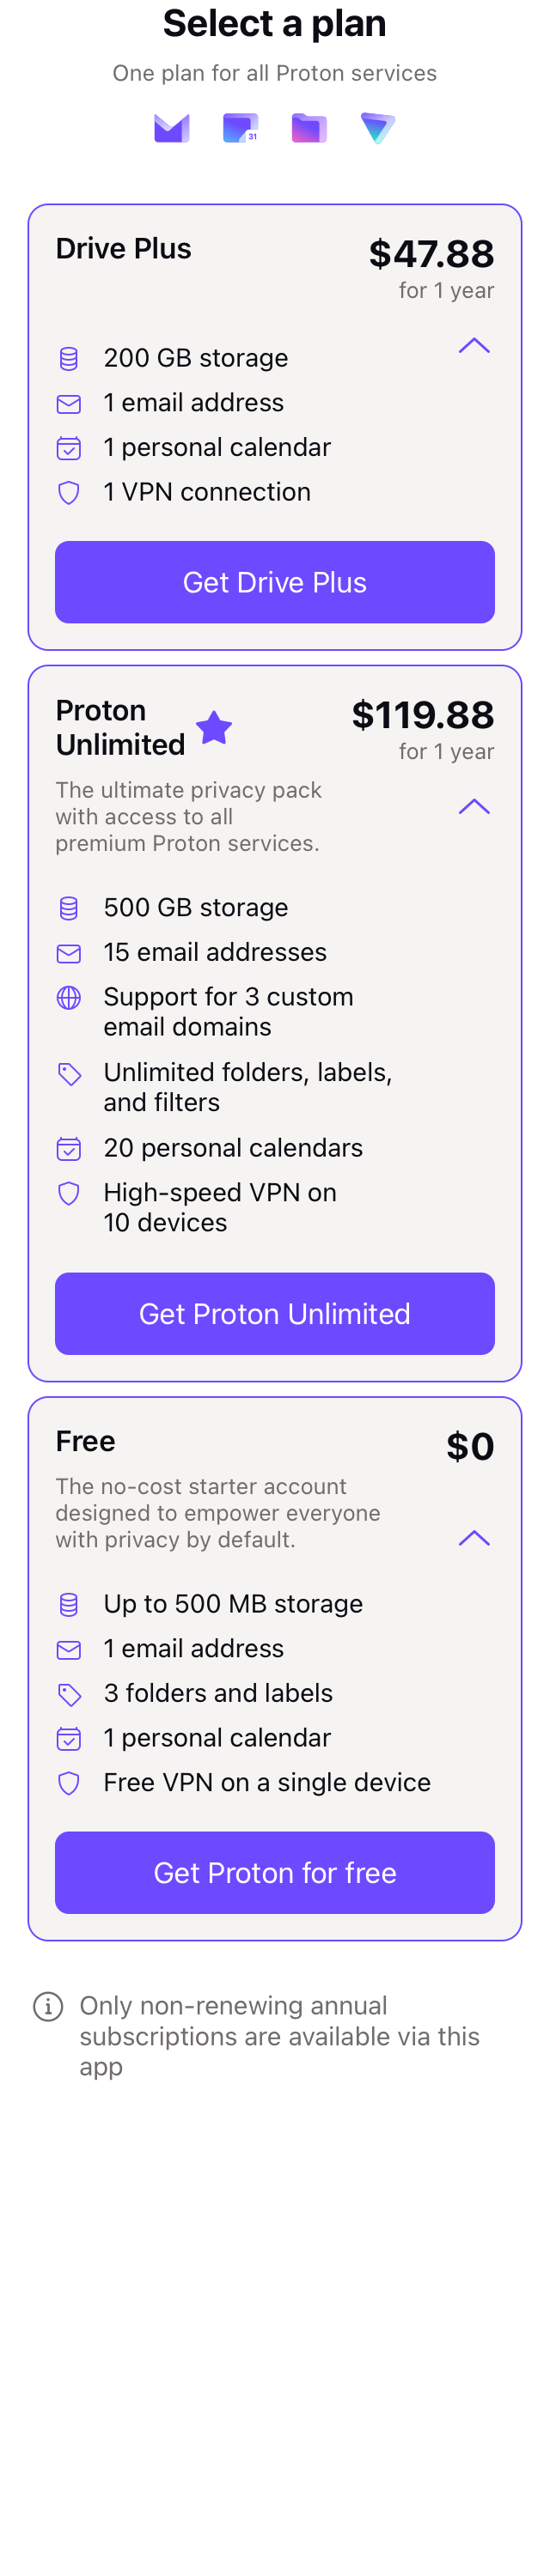 Select a plan
One plan for all Proton services
31
Drive Plus
$47.88
for 1 year
200 GB storage
1 email address
1 personal calendar
1 VPN connection
Get Drive Plus
Proton
Unlimited
$119.88
for 1 year
The ultimate privacy pack
with access to all
premium Proton services.
500 GB storage
15 email addresses
Support for 3 custom
email domains
Unlimited folders, labels,
and filters
20 personal calendars
High-speed VPN on
10 devices
Get Proton Unlimited
Free
$0
The no-cost starter account
designed to empower everyone
with privacy by default.
Up to 500 MB storage
1 email address
3 folders and labels
1 personal calendar
Free VPN on a single device
Get Proton for free
Only non-renewing annual
subscriptions are available via this
app